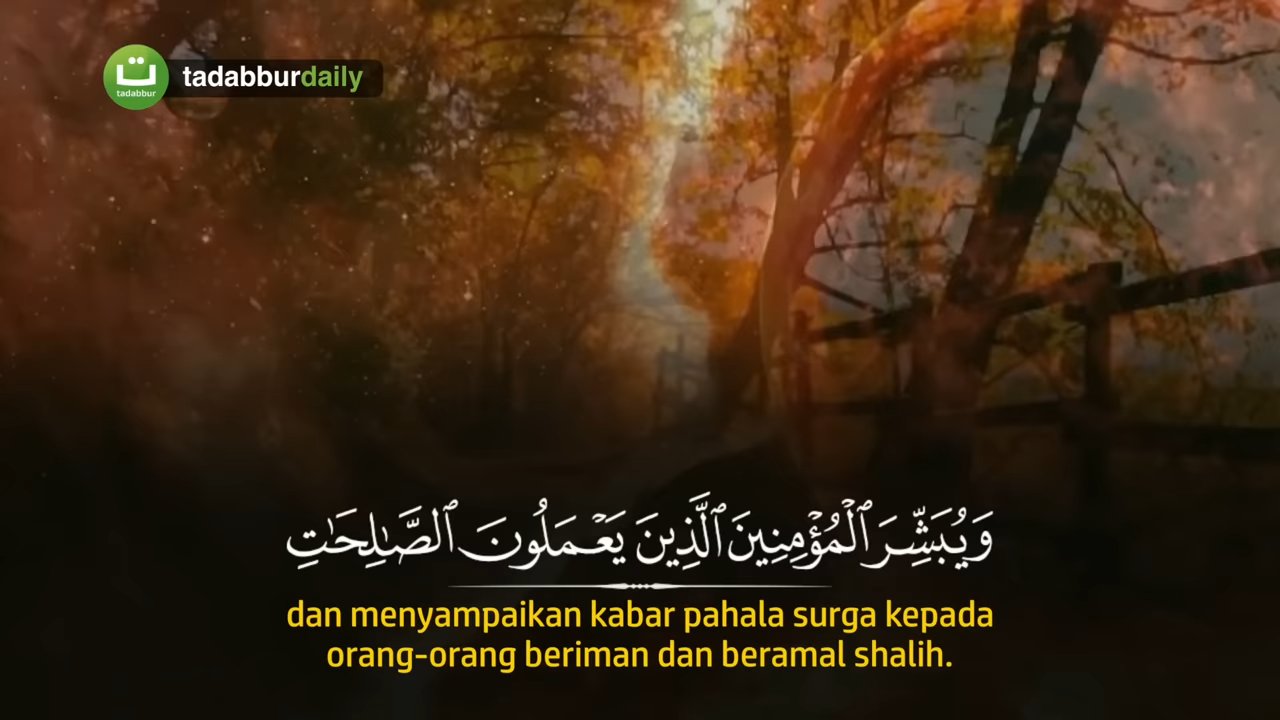 ت
tadabbur
tadabburdaily
وَيُبَشِّرَ ٱلْمُؤْمِنِينَ ٱلَّذِينَ يَعْمَلُونَ ٱلصَّـٰلِحَـٰتِ
dan menyampaikan kabar pahala surga kepada
orang-orang beriman dan beramal shalih.